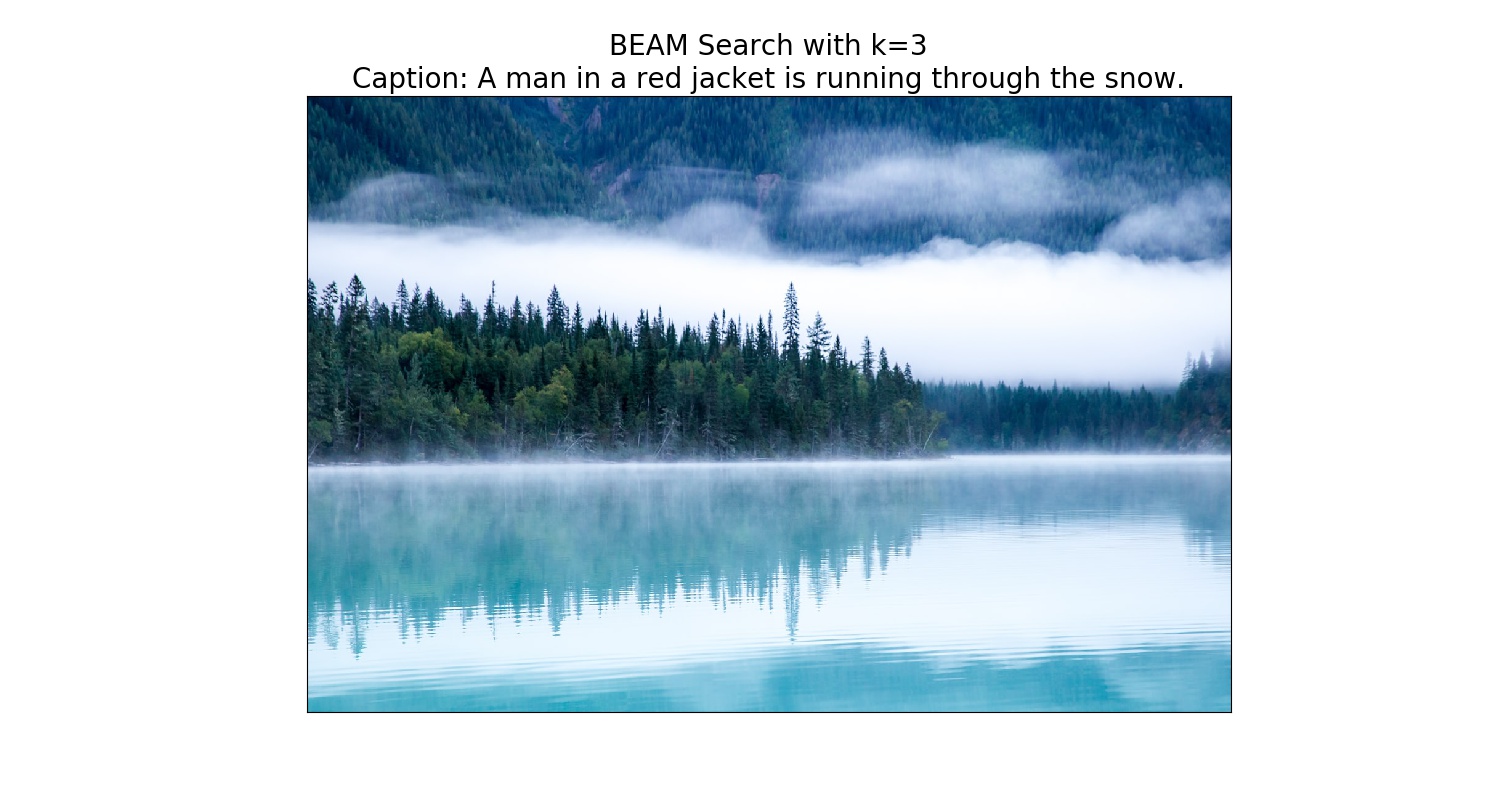 BEAM Search with k=3
Caption: A man in a red jacket is running through the snow.